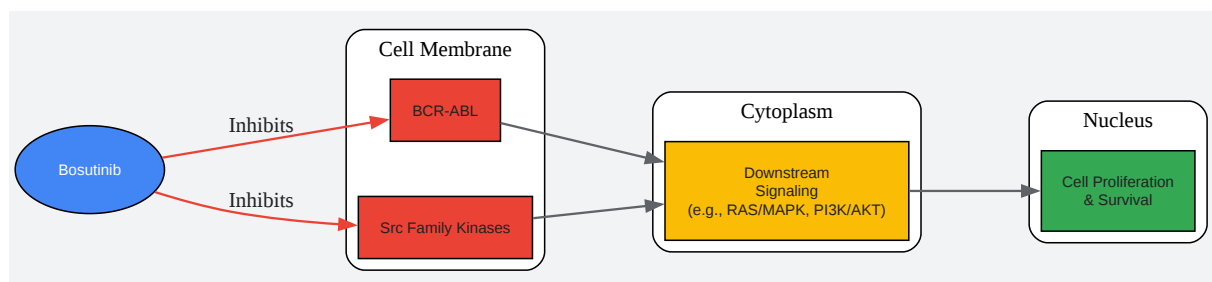 Bosutinib
Inhibits
Inhibits
Cell Membrane
BCR-ABL
Src Family Kinases
Cytoplasm
Downstream
Signaling
(e.g., RAS/MAPK, PI3K/AKT)
Nucleus
Cell Proliferation
& Survival